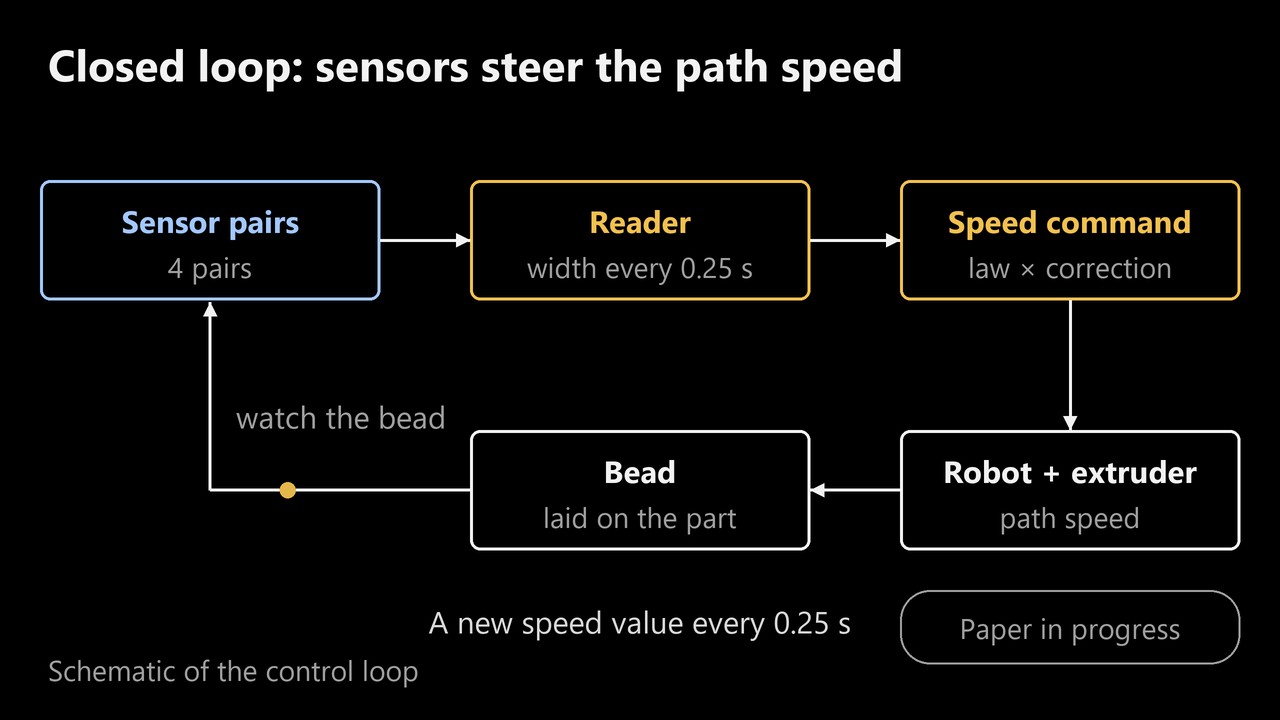 Closed loop: sensors steer the path speed
Sensor pairs
4 pairs
Reader
width every 0.25 s
Speed command
law × correction
watch the bead
Bead
laid on the part
Robot + extruder
path speed
A new speed value every 0.25 s
Paper in progress
Schematic of the control loop